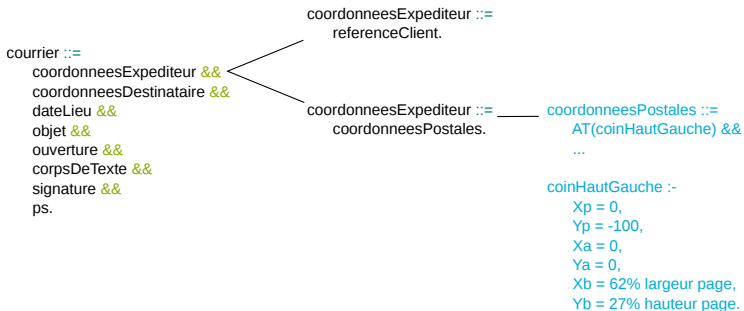 courrier ::=
coordonneesExpediteur &&
coordonneesDestinataire &&
dateLieu &&
objet &&
ouverture &&
corpsDeTexte &&
signature &&
ps.
coordonneesExpediteur ::=
referenceClient.
coordonneesExpediteur ::=
coordonneesPostales.
coordonneesPostales ::=
AT(coinHautGauche) &&
...
coinHautGauche :-
Xp = 0,
Yp = -100,
Xa = 0,
Ya = 0,
Xb = 62% largeur page,
Yb = 27% hauteur page.